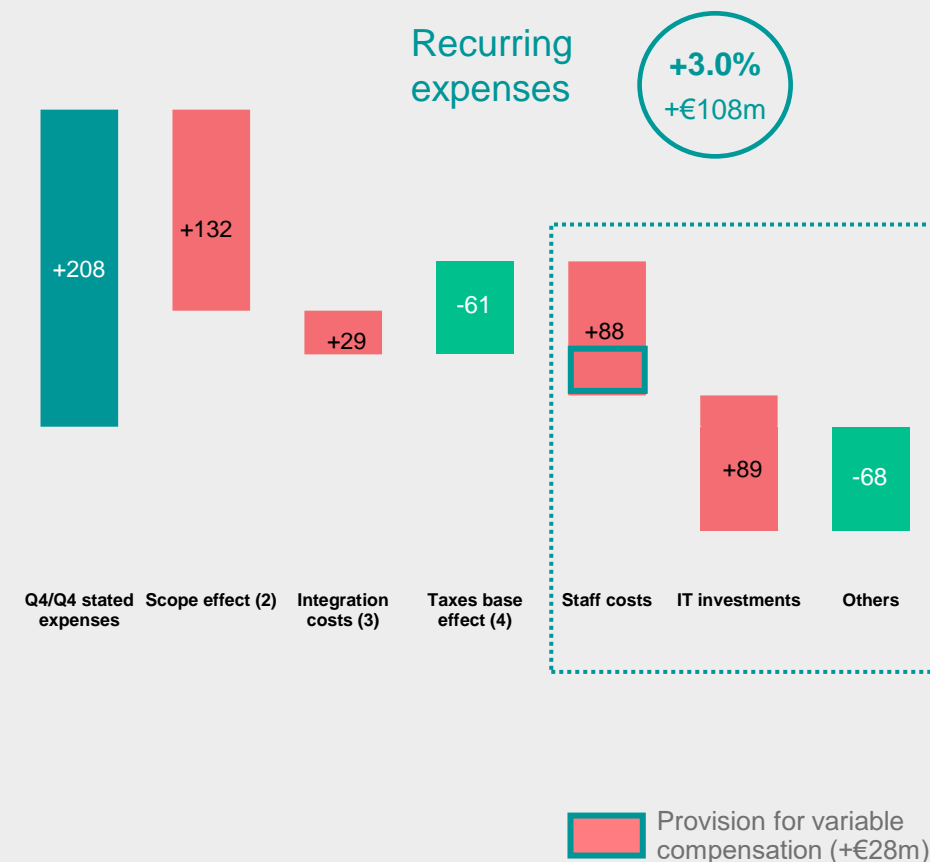 Recurring
expenses
+3.0%
+€108m
+208
+132
+29
-61
+88
+89
-68
Q4/Q4 stated
expenses
Scope effect (2)
Integration
costs (3)
Taxes base
effect (4)
Staff costs
IT investments
Others
Provision for variable
compensation (+€28m)